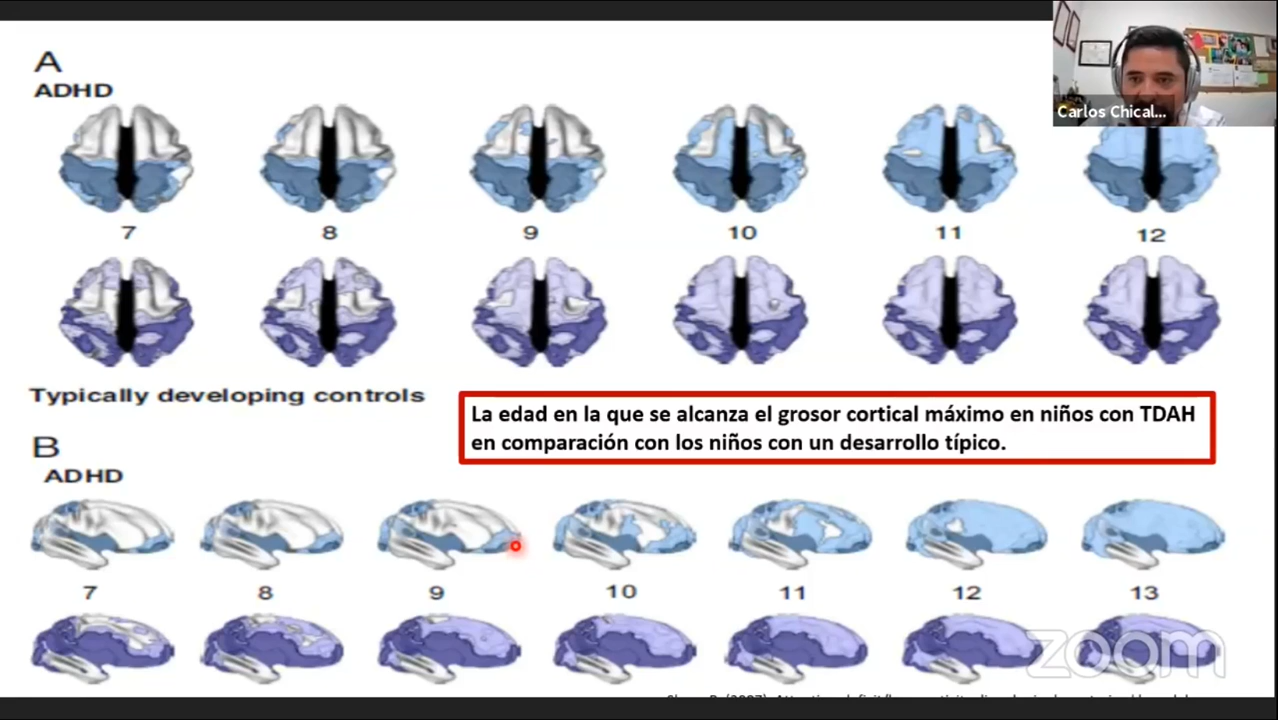 A
ADHD
Carlos Chical...
7 8 9 10 11 12
Typically developing controls
La edad en la que se alcanza el grosor cortical máximo en niños con TDAH
en comparación con los niños con un desarrollo típico.
B
ADHD
7 8 9 10 11 12 13
zoom